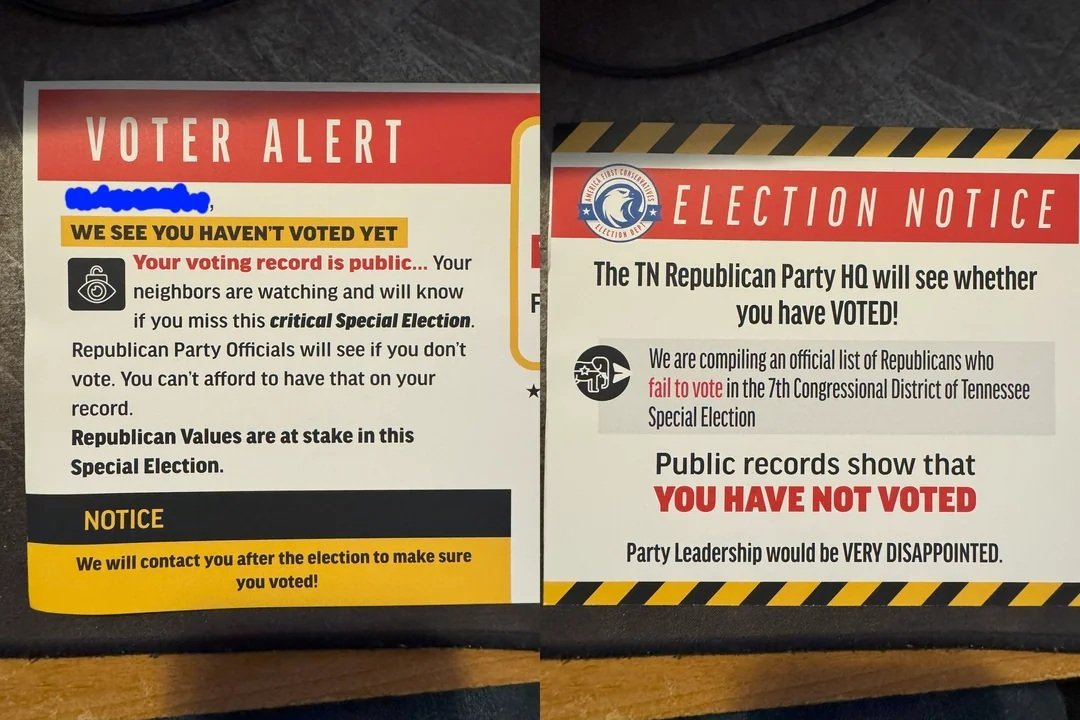 VOTER ALERT
,
WE SEE YOU HAVEN'T VOTED YET
Your voting record is public... Your
neighbors are watching and will know
if you miss this critical Special Election.
Republican Party Officials will see if you don't
vote. You can't afford to have that on your
record.
Republican Values are at stake in this
Special Election.
NOTICE
We will contact you after the election to make sure
you voted!
F
AMERICA FIRST CONSERVATIVES
ELECTION DEPT
ELECTION NOTICE
The TN Republican Party HQ will see whether
you have VOTED!
We are compiling an official list of Republicans who
fail to vote in the 7th Congressional District of Tennessee
Special Election
Public records show that
YOU HAVE NOT VOTED
Party Leadership would be VERY DISAPPOINTED.